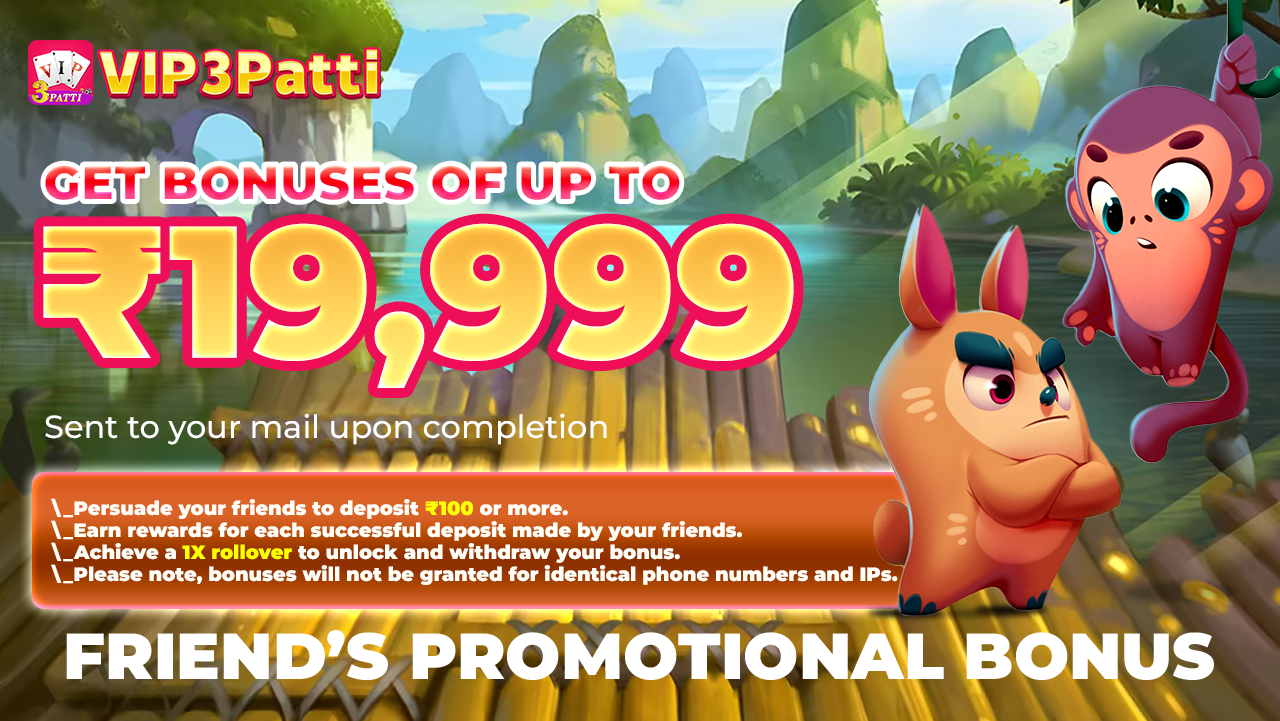 VIP
3PATTI
VIP3Patti
GET BONUSES OF UP TO
₹19,999
Sent to your mail upon completion
\_Persuade your friends to deposit ₹100 or more.
\_Earn rewards for each successful deposit made by your friends.
\_Achieve a 1X rollover to unlock and withdraw your bonus.
\_Please note, bonuses will not be granted for identical phone numbers and IPs.
FRIEND’S PROMOTIONAL BONUS